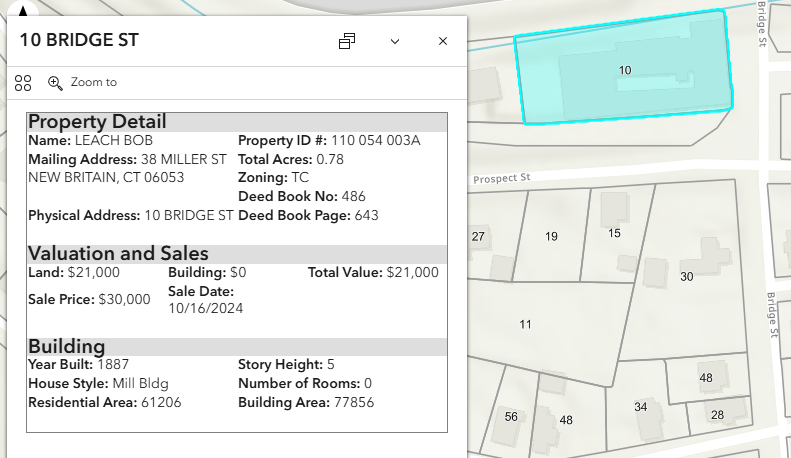 10 BRIDGE ST
Zoom to
Property Detail
Name: LEACH BOB Property ID #: 110 054 003A
Mailing Address: 38 MILLER ST Total Acres: 0.78
NEW BRITAIN, CT 06053 Zoning: TC
Deed Book No: 486
Physical Address: 10 BRIDGE ST Deed Book Page: 643
Valuation and Sales
Land: $21,000 Building: $0 Total Value: $21,000
Sale Price: $30,000 Sale Date:
10/16/2024
Building
Year Built: 1887 Story Height: 5
House Style: Mill Bldg Number of Rooms: 0
Residential Area: 61206 Building Area: 77856
Bridge St
10
Prospect St
27
19
15
30
Bridge St
11
48
34
28
56
48